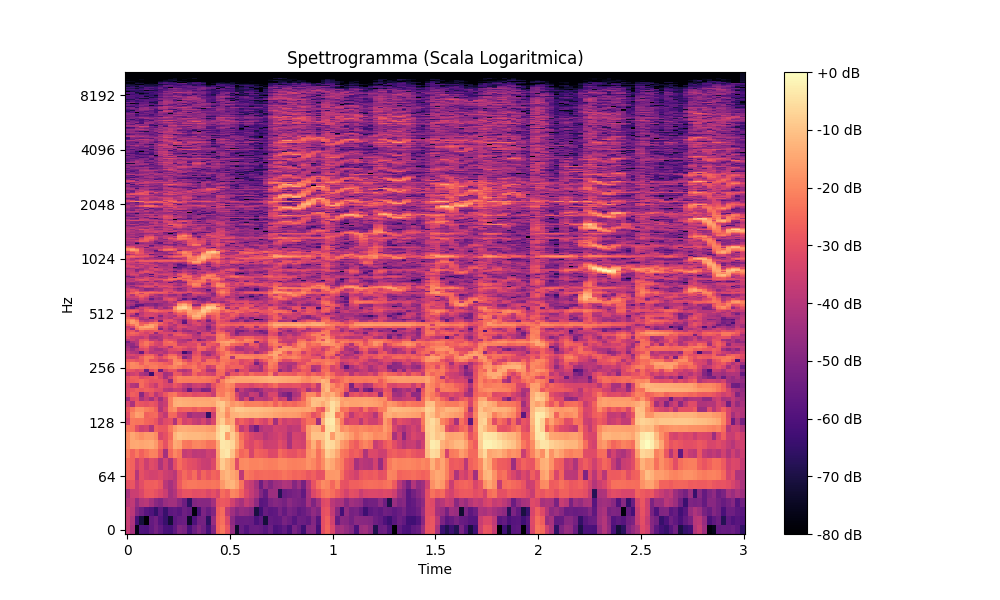 Spettrogramma (Scala Logaritmica)
Hz
8192
4096
2048
1024
512
256
128
64
0
0
0.5
1
1.5
2
2.5
3
Time
+0 dB
-10 dB
-20 dB
-30 dB
-40 dB
-50 dB
-60 dB
-70 dB
-80 dB